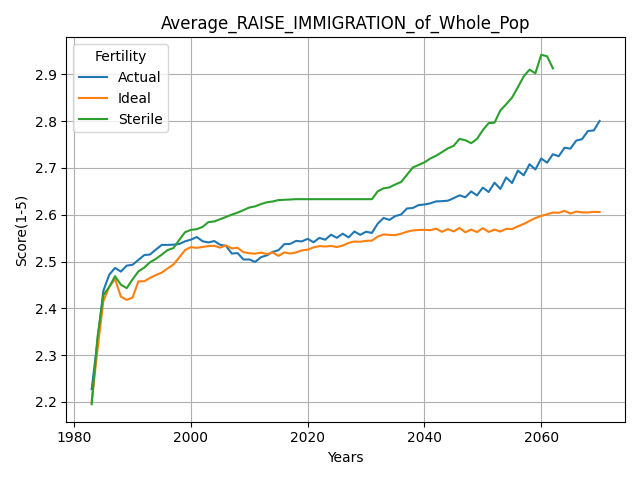 Average_RAISE_IMMIGRATION_of_Whole_Pop
Fertility
Actual
Ideal
Sterile
Score(1-5)
2.9
2.8
2.7
2.6
2.5
2.4
2.3
2.2
1980
2000
2020
2040
2060
Years